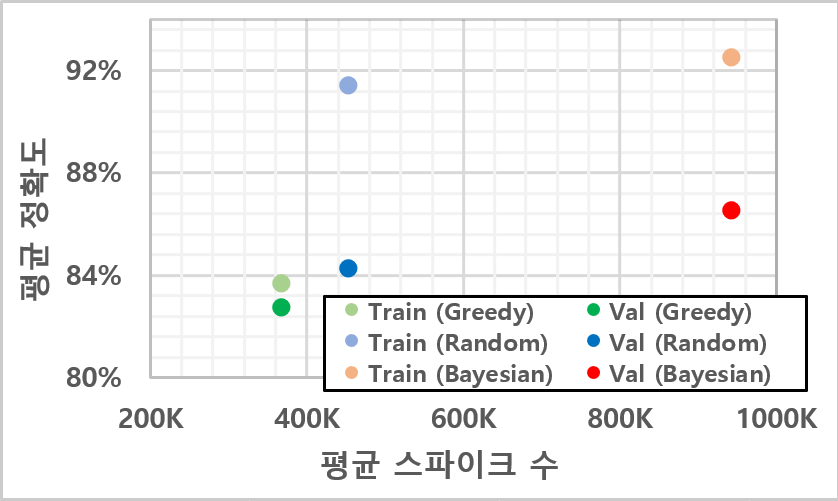 평균 정확도
92%
88%
84%
80%
Train (Greedy) Val (Greedy)
Train (Random) Val (Random)
Train (Bayesian) Val (Bayesian)
200K 400K 600K 800K 1000K
평균 스파이크 수